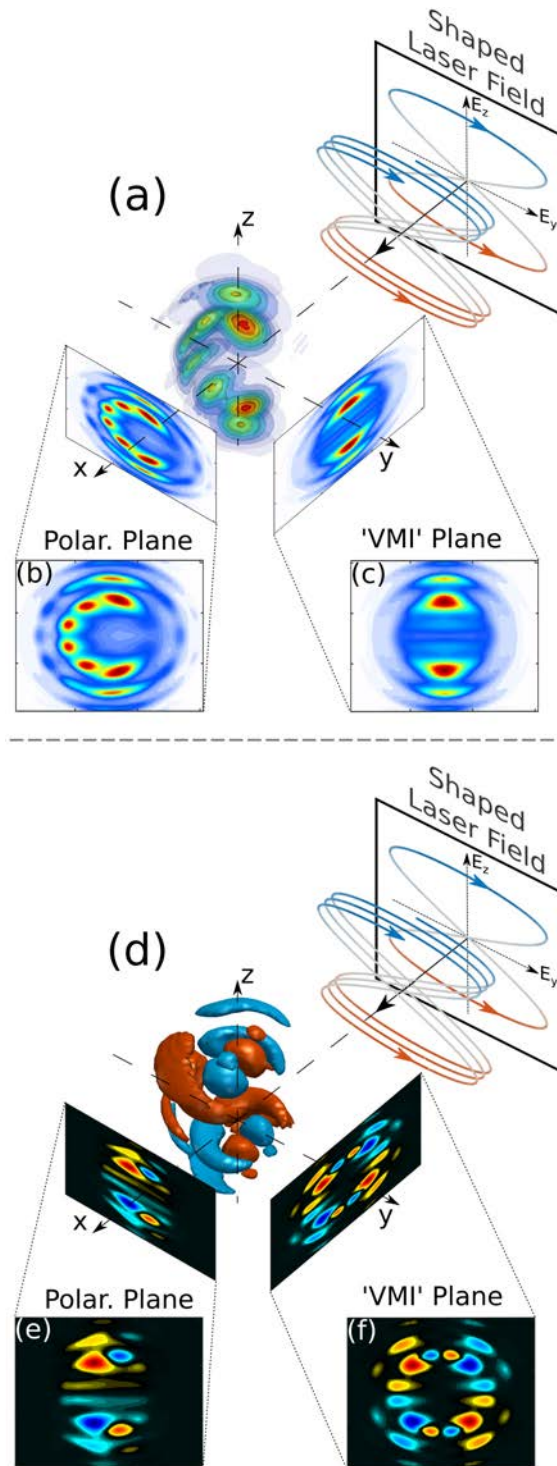 Shaped
Laser Field
E_z
E_y
(a)
z
x
y
Polar. Plane
'VMI' Plane
(b)
(c)
Shaped
Laser Field
E_z
E_y
(d)
z
x
y
Polar. Plane
'VMI' Plane
(e)
(f)